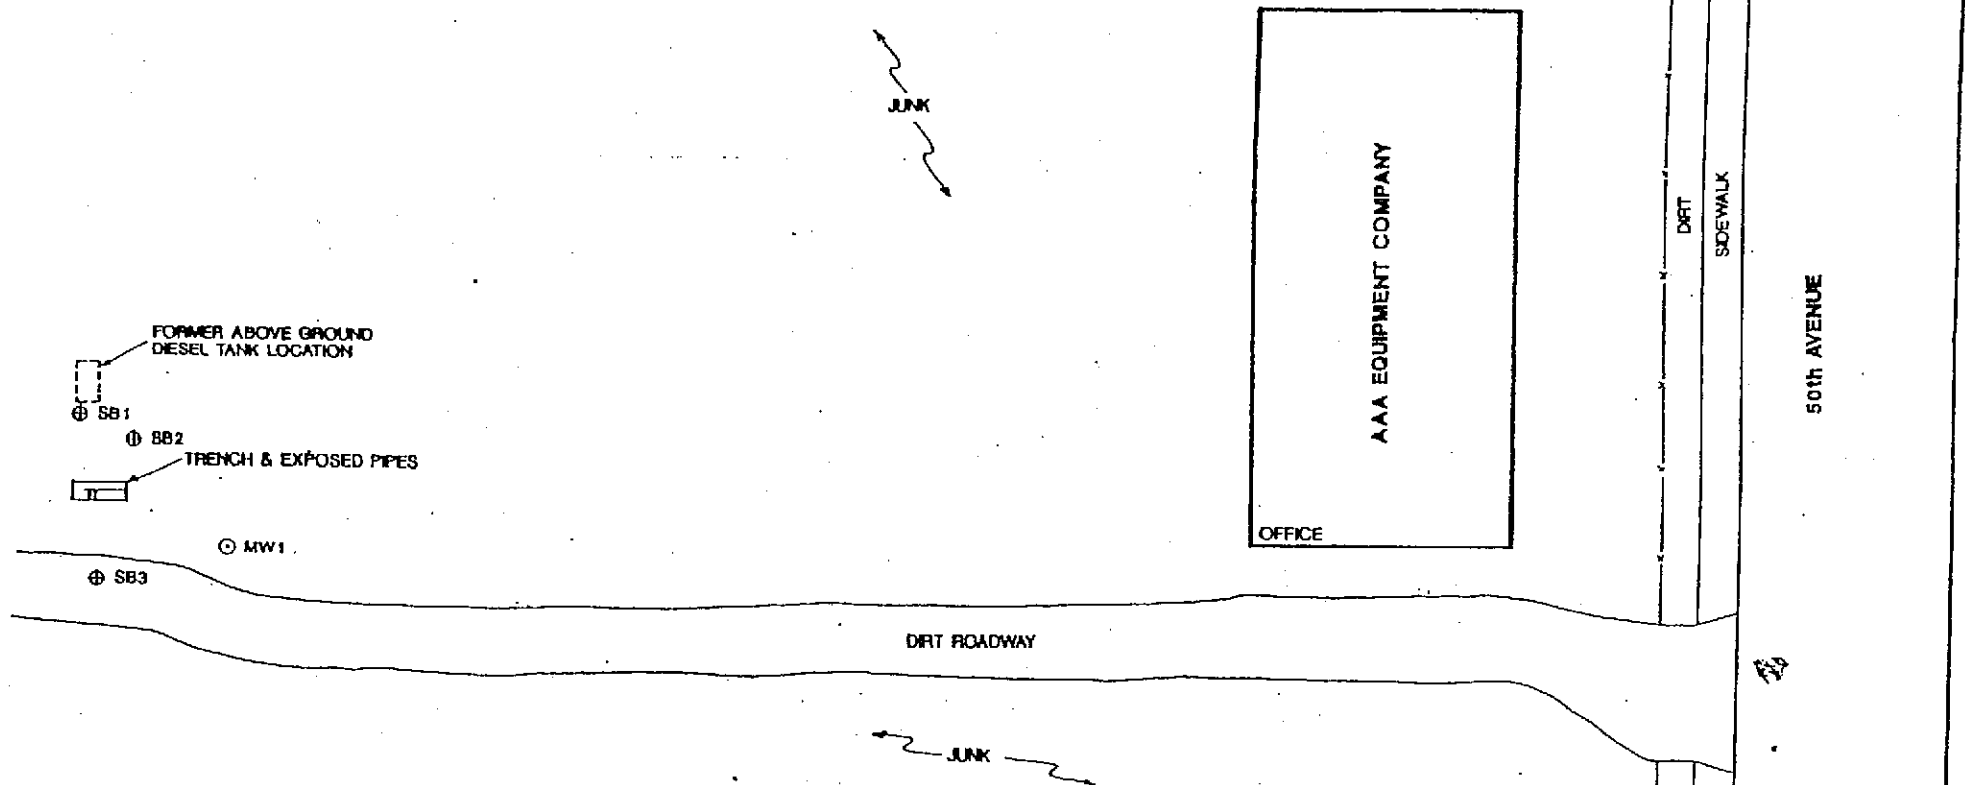 JUNK
AAA EQUIPMENT COMPANY
DIRT
SIDEWALK
50th AVENUE
FORMER ABOVE GROUND
DIESEL TANK LOCATION
SB1
SB2
TRENCH & EXPOSED PIPES
OFFICE
MW1
SB3
DIRT ROADWAY
JUNK